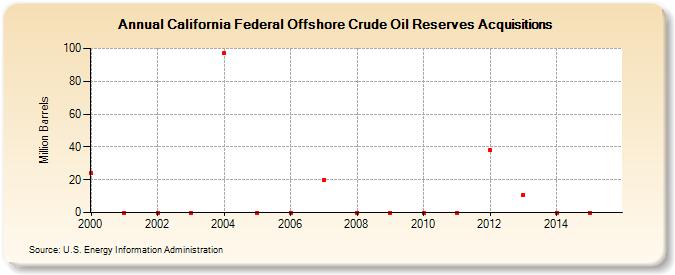 Annual California Federal Offshore Crude Oil Reserves Acquisitions
Million Barrels
100
80
60
40
20
0
2000 2002 2004 2006 2008 2010 2012 2014
Source: U.S. Energy Information Administration